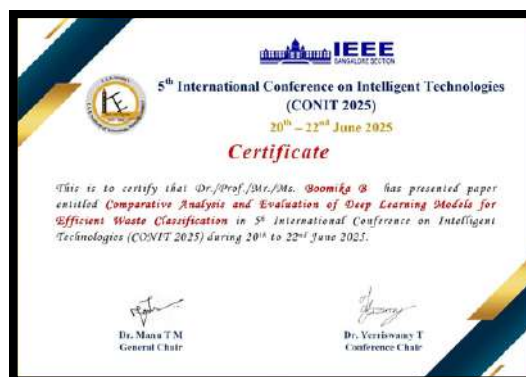 IEEE
BANGALORE SECTION
5th International Conference on Intelligent Technologies
(CONIT 2025)
20th – 22nd June 2025
Certificate
This is to certify that Dr./Prof./Mr./Ms. Boomika B has presented paper
entitled Comparative Analysis and Evaluation of Deep Learning Models for
Efficient Waste Classification in 5th International Conference on Intelligent
Technologies (CONIT 2025) during 20th to 22nd June 2025.
Dr. Manu T M
General Chair
Dr. Yerriswamy T
Conference Chair